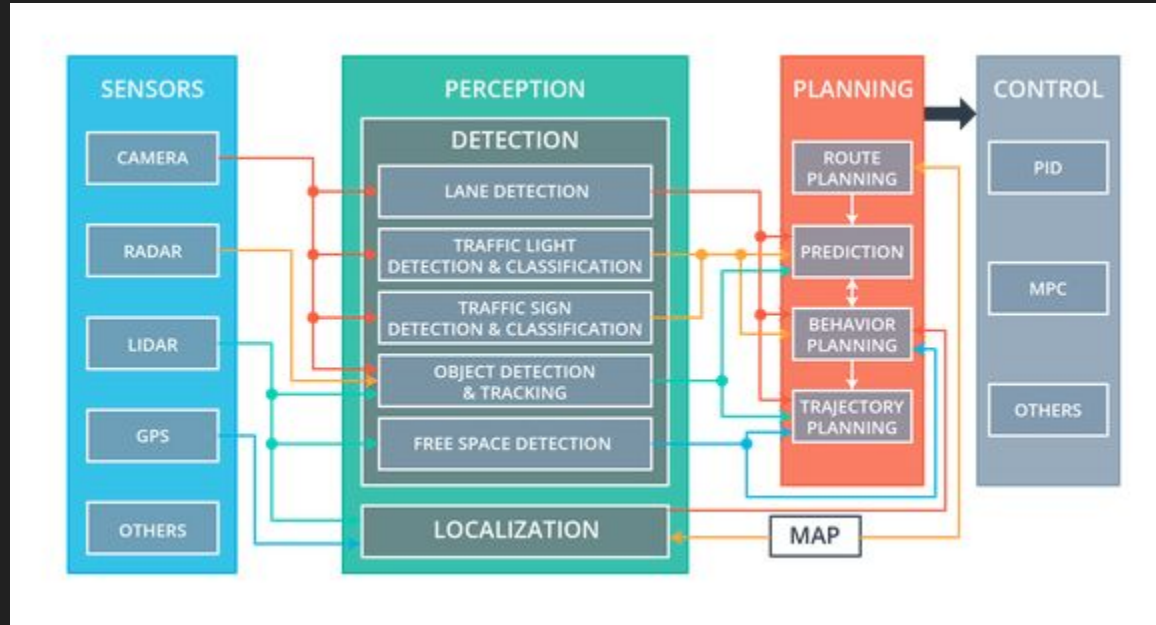 SENSORS
CAMERA
RADAR
LIDAR
GPS
OTHERS
PERCEPTION
DETECTION
LANE DETECTION
TRAFFIC LIGHT
DETECTION & CLASSIFICATION
TRAFFIC SIGN
DETECTION & CLASSIFICATION
OBJECT DETECTION
& TRACKING
FREE SPACE DETECTION
LOCALIZATION
PLANNING
ROUTE
PLANNING
PREDICTION
BEHAVIOR
PLANNING
TRAJECTORY
PLANNING
MAP
CONTROL
PID
MPC
OTHERS